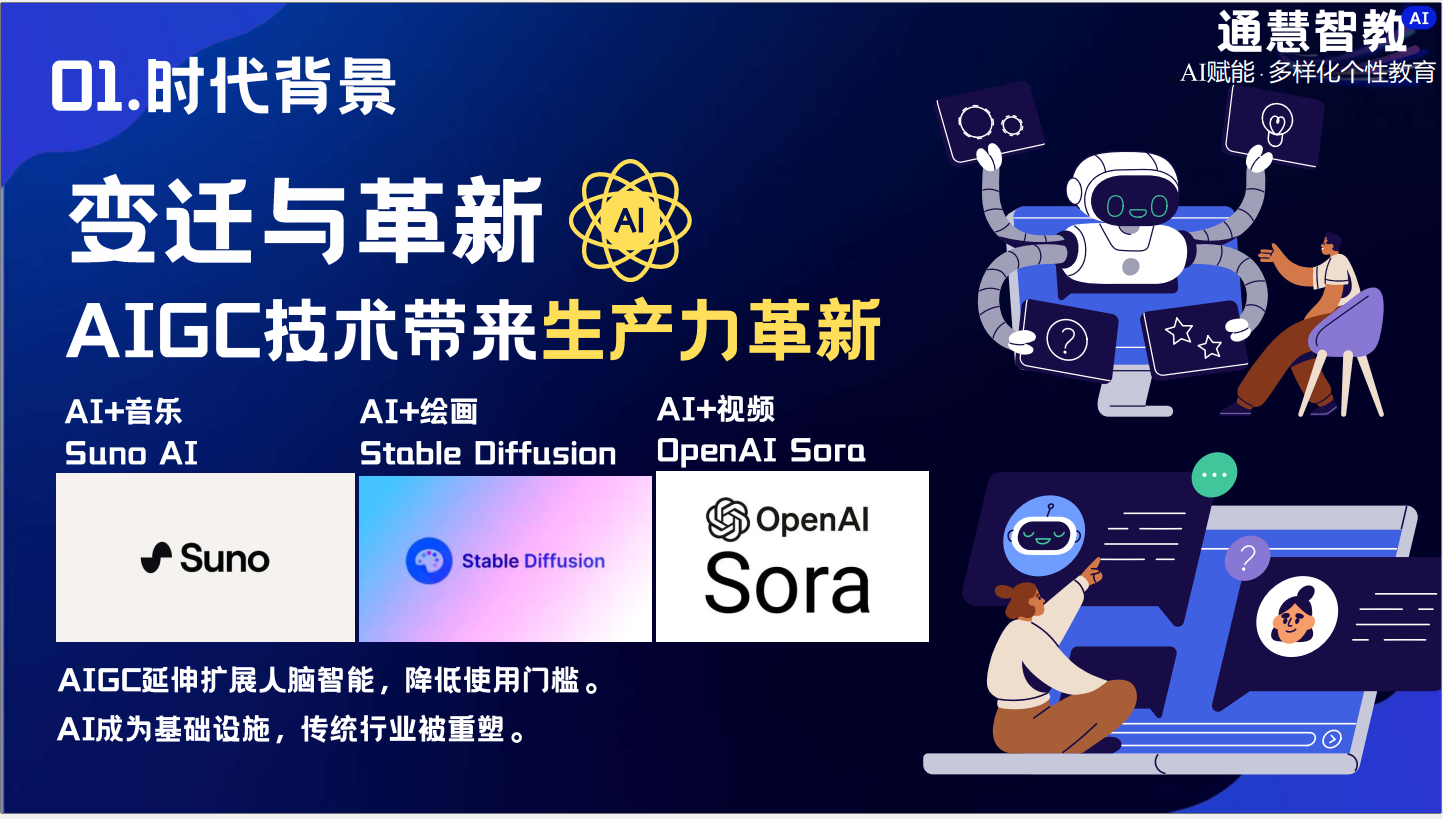 通慧智教 AI
AI赋能·多样化个性教育
01.时代背景
变迁与革新
AI
AIGC技术带来生产力革新
AI+音乐
Suno AI
AI+绘画
Stable Diffusion
AI+视频
OpenAI Sora
Suno
Stable Diffusion
OpenAI
Sora
AIGC延伸扩展人脑智能，降低使用门槛。
AI成为基础设施，传统行业被重塑。
?
?